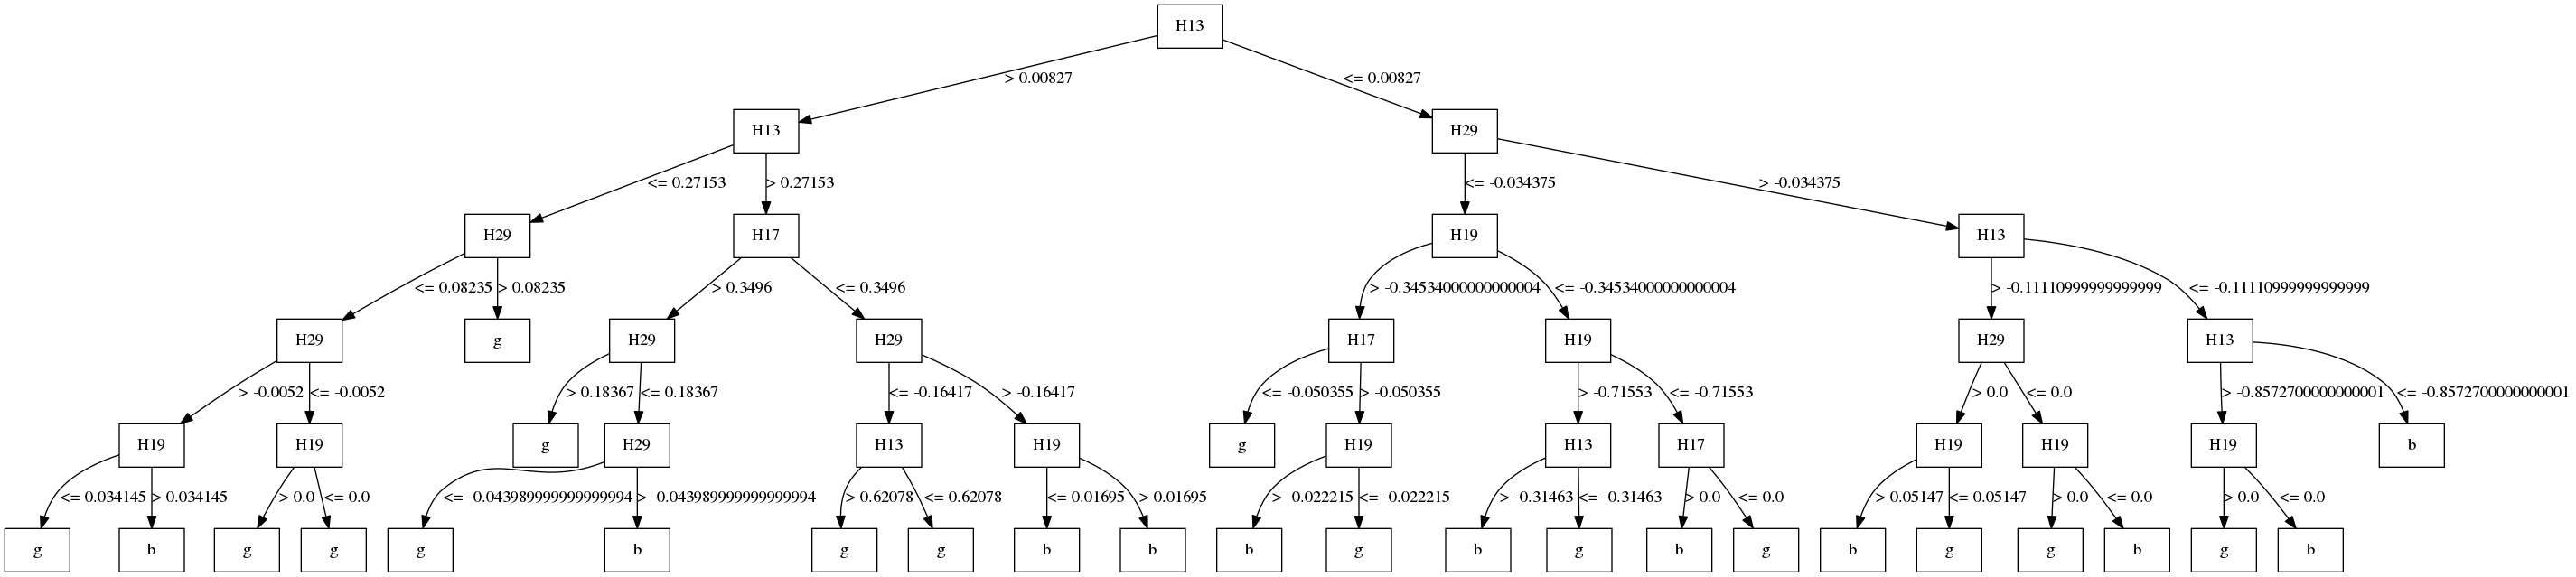 H13
> 0.00827
<= 0.00827
H13
H29
<= 0.27153
> 0.27153
<= -0.034375
> -0.034375
H29
H17
H19
H13
<= 0.08235
> 0.08235
> 0.3496
<= 0.3496
> -0.34534000000000004
<= -0.34534000000000004
> -0.11110999999999999
<= -0.11110999999999999
H29
g
H29
H29
H17
H19
H29
H13
> -0.0052
<= -0.0052
> 0.18367
<= 0.18367
<= -0.16417
> -0.16417
<= -0.050355
> -0.050355
> -0.71553
<= -0.71553
> 0.0
<= 0.0
> -0.8572700000000001
<= -0.8572700000000001
H19
H19
g
H29
H13
H19
g
H19
H13
H17
H19
H19
H19
b
<= 0.034145
> 0.034145
> 0.0
<= 0.0
<= -0.043989999999999994
> -0.043989999999999994
> 0.62078
<= 0.62078
<= 0.01695
> 0.01695
> -0.022215
<= -0.022215
> -0.31463
<= -0.31463
> 0.0
<= 0.0
> 0.05147
<= 0.05147
> 0.0
<= 0.0
> 0.0
<= 0.0
g
b
g
g
g
b
g
g
b
b
b
g
b
g
b
g
b
g
g
b
g
b